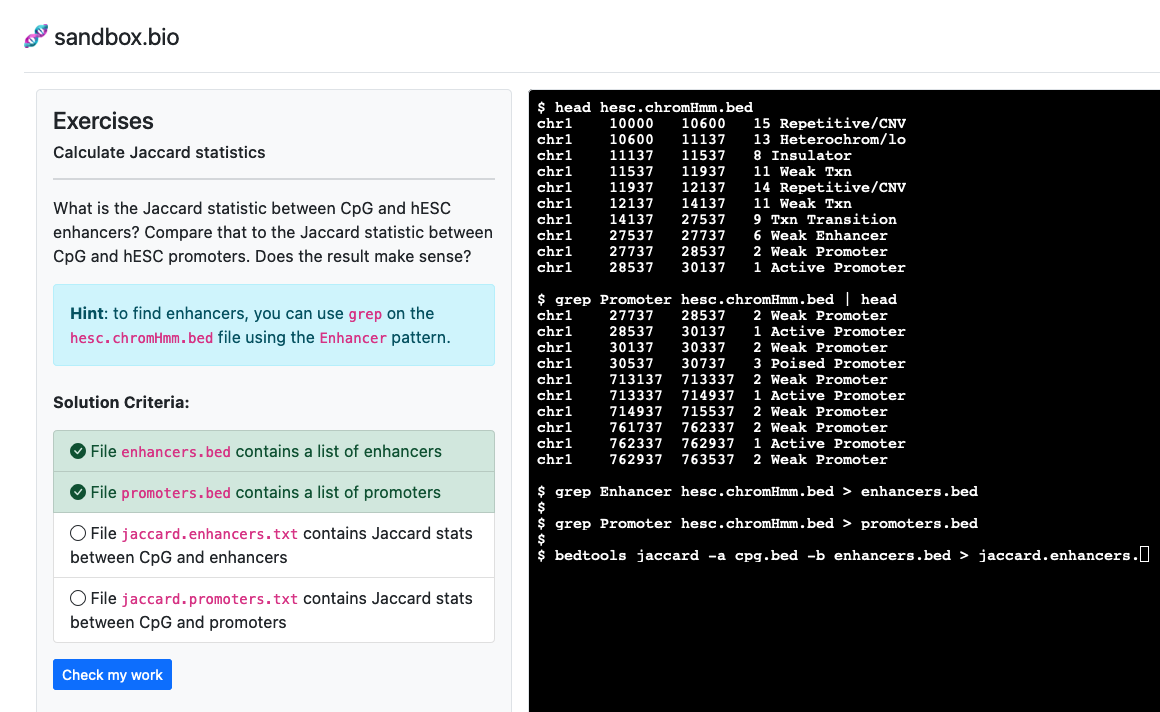 sandbox.bio
Exercises
Calculate Jaccard statistics
What is the Jaccard statistic between CpG and hESC
enhancers? Compare that to the Jaccard statistic between
CpG and hESC promoters. Does the result make sense?
Hint: to find enhancers, you can use grep on the
hesc.chromHmm.bed file using the Enhancer pattern.
Solution Criteria:
File enhancers.bed contains a list of enhancers
File promoters.bed contains a list of promoters
File jaccard.enhancers.txt contains Jaccard stats
between CpG and enhancers
File jaccard.promoters.txt contains Jaccard stats
between CpG and promoters
Check my work
$ head hesc.chromHmm.bed
chr1 10000 10600 15 Repetitive/CNV
chr1 10600 11137 13 Heterochrom/lo
chr1 11137 11537 8 Insulator
chr1 11537 11937 11 Weak Txn
chr1 11937 12137 14 Repetitive/CNV
chr1 12137 14137 11 Weak Txn
chr1 14137 27537 9 Txn Transition
chr1 27537 27737 6 Weak Enhancer
chr1 27737 28537 2 Weak Promoter
chr1 28537 30137 1 Active Promoter
$ grep Promoter hesc.chromHmm.bed | head
chr1 27737 28537 2 Weak Promoter
chr1 28537 30137 1 Active Promoter
chr1 30137 30337 2 Weak Promoter
chr1 30537 30737 3 Poised Promoter
chr1 713137 713337 2 Weak Promoter
chr1 713337 714937 1 Active Promoter
chr1 714937 715537 2 Weak Promoter
chr1 761737 762337 2 Weak Promoter
chr1 762337 762937 1 Active Promoter
chr1 762937 763537 2 Weak Promoter
$ grep Enhancer hesc.chromHmm.bed > enhancers.bed
$
$ grep Promoter hesc.chromHmm.bed > promoters.bed
$
$ bedtools jaccard -a cpg.bed -b enhancers.bed > jaccard.enhancers.